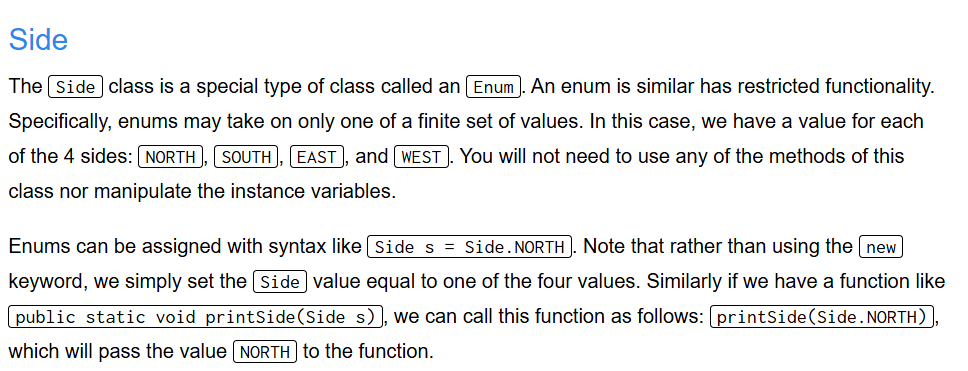 Side
The Side class is a special type of class called an Enum. An enum is similar has restricted functionality.
Specifically, enums may take on only one of a finite set of values. In this case, we have a value for each
of the 4 sides: NORTH, SOUTH, EAST, and WEST. You will not need to use any of the methods of this
class nor manipulate the instance variables.
Enums can be assigned with syntax like Side s = Side.NORTH. Note that rather than using the new
keyword, we simply set the Side value equal to one of the four values. Similarly if we have a function like
public static void printSide(Side s), we can call this function as follows: printSide(Side.NORTH),
which will pass the value NORTH to the function.